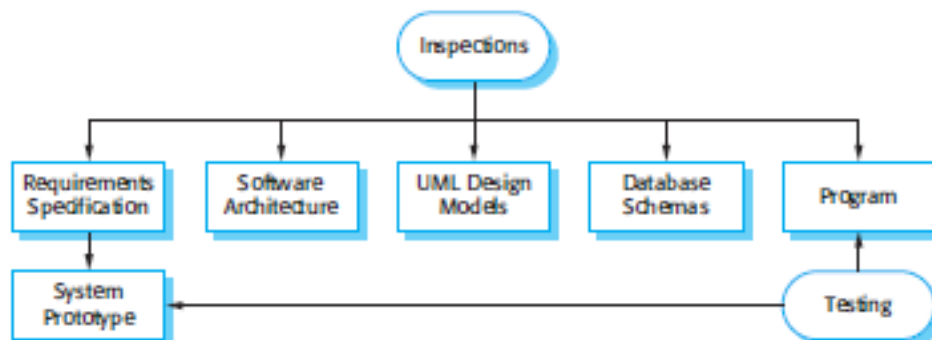 Inspections
Requirements
Specification
Software
Architecture
UML Design
Models
Database
Schemas
Program
System
Prototype
Testing